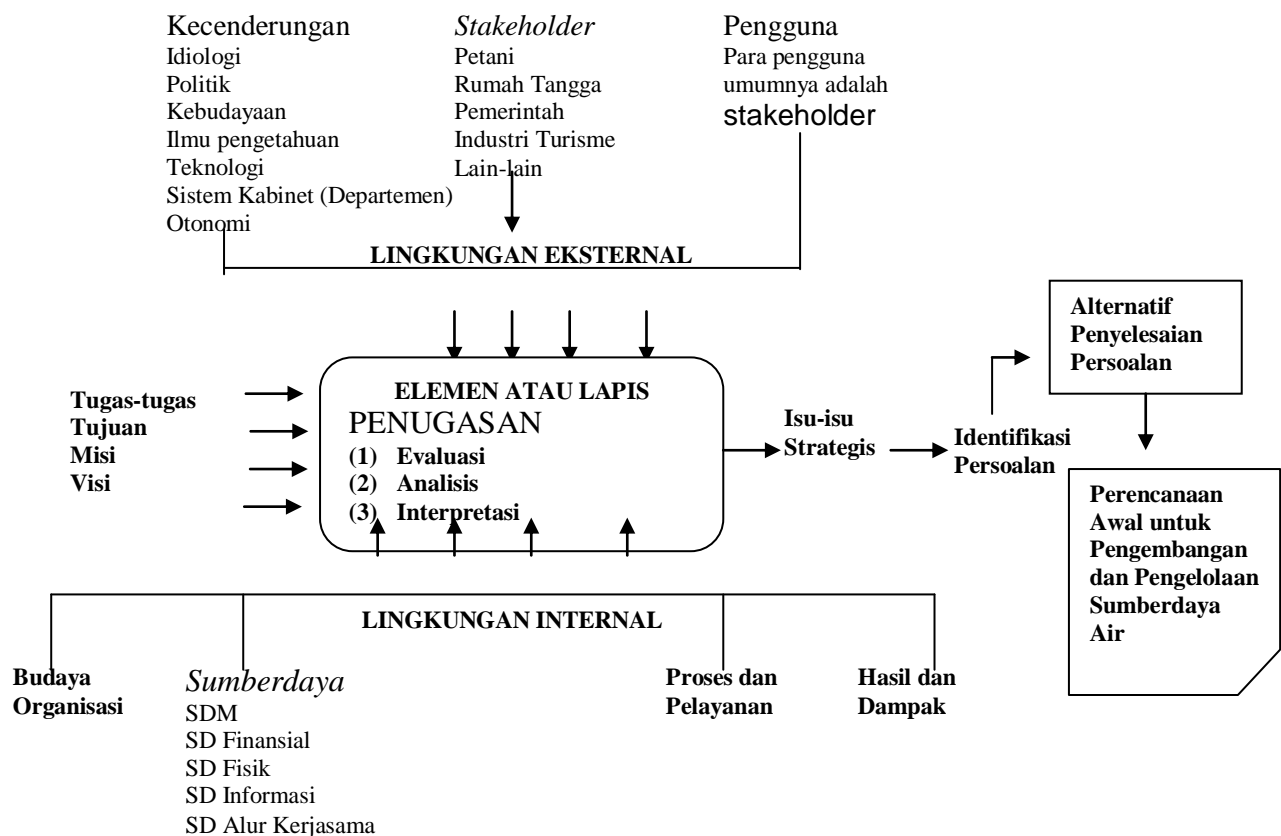 Kecenderungan
Idiologi
Politik
Kebudayaan
Ilmu pengetahuan
Teknologi
Sistem Kabinet (Departemen)
Otonomi
Stakeholder
Petani
Rumah Tangga
Pemerintah
Industri Turisme
Lain-lain
Pengguna
Para pengguna
umumnya adalah
stakeholder
LINGKUNGAN EKSTERNAL
Tugas-tugas
Tujuan
Misi
Visi
ELEMEN ATAU LAPIS
PENUGASAN
(1) Evaluasi
(2) Analisis
(3) Interpretasi
Isu-isu
Strategis
Identifikasi
Persoalan
Alternatif
Penyelesaian
Persoalan
Perencanaan
Awal untuk
Pengembangan
dan Pengelolaan
Sumberdaya
Air
LINGKUNGAN INTERNAL
Budaya
Organisasi
Sumberdaya
SDM
SD Finansial
SD Fisik
SD Informasi
SD Alur Kerjasama
Proses dan
Pelayanan
Hasil dan
Dampak